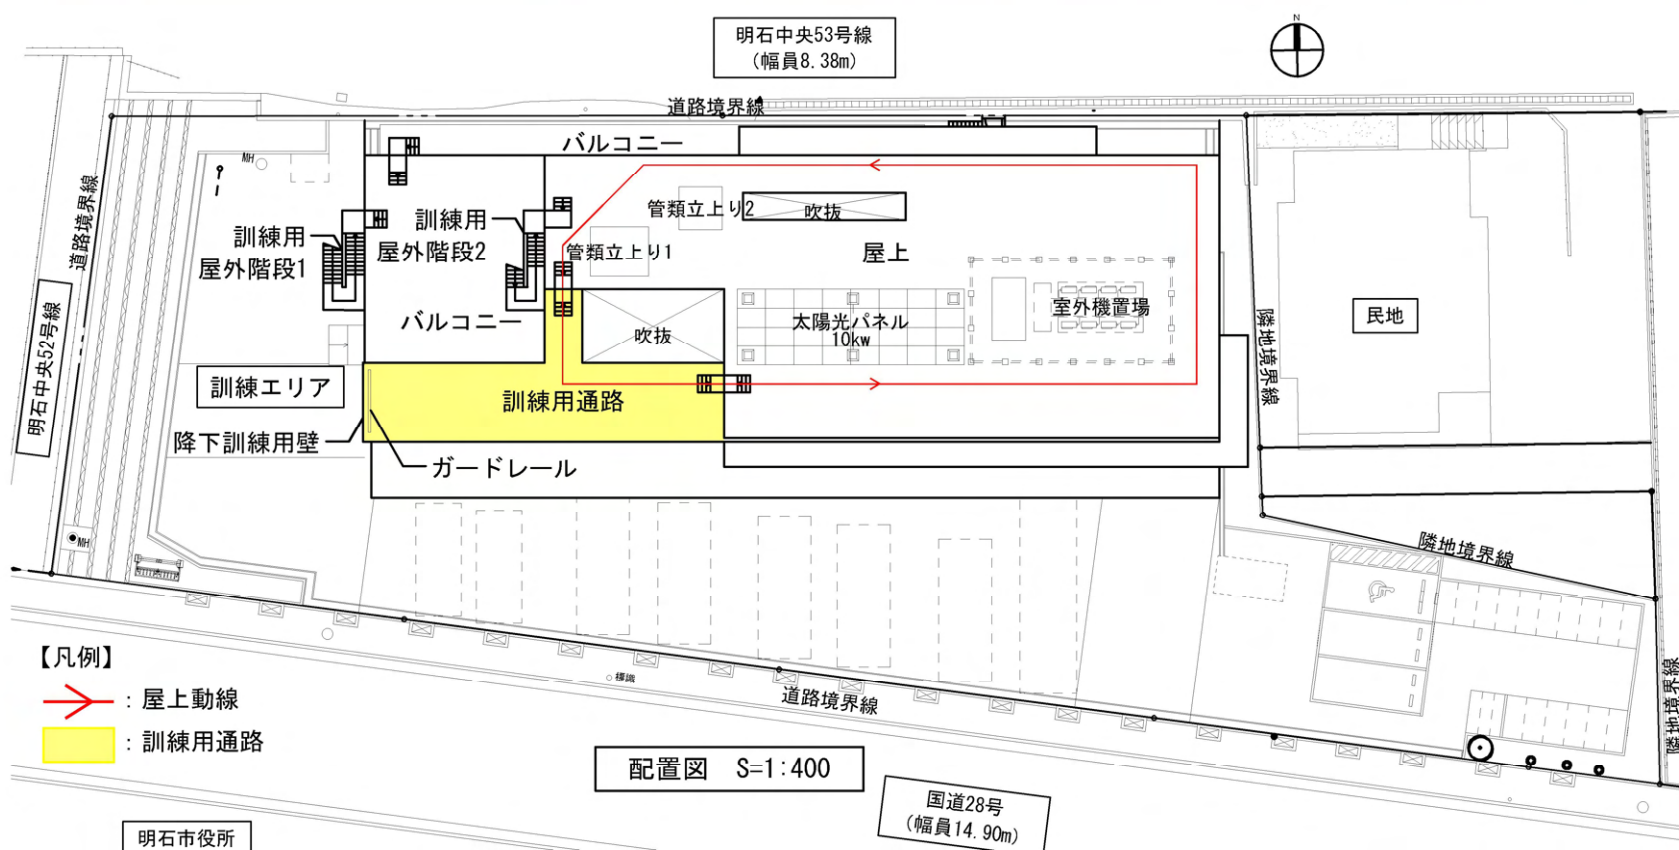 明石中央53号線
(幅員8.38m)
N
道路境界線
バルコニー
MH
道路境界線
管類立上り2
吹抜
訓練用
屋外階段1
訓練用
屋外階段2
管類立上り1
屋上
明石中央52号線
バルコニー
吹抜
太陽光パネル
10kw
室外機置場
民地
隣地境界線
訓練エリア
訓練用通路
降下訓練用壁
ガードレール
MH
隣地境界線
【凡例】
：屋上動線
：訓練用通路
標識
道路境界線
隣地境界線
配置図 S=1:400
国道28号
(幅員14.90m)
明石市役所